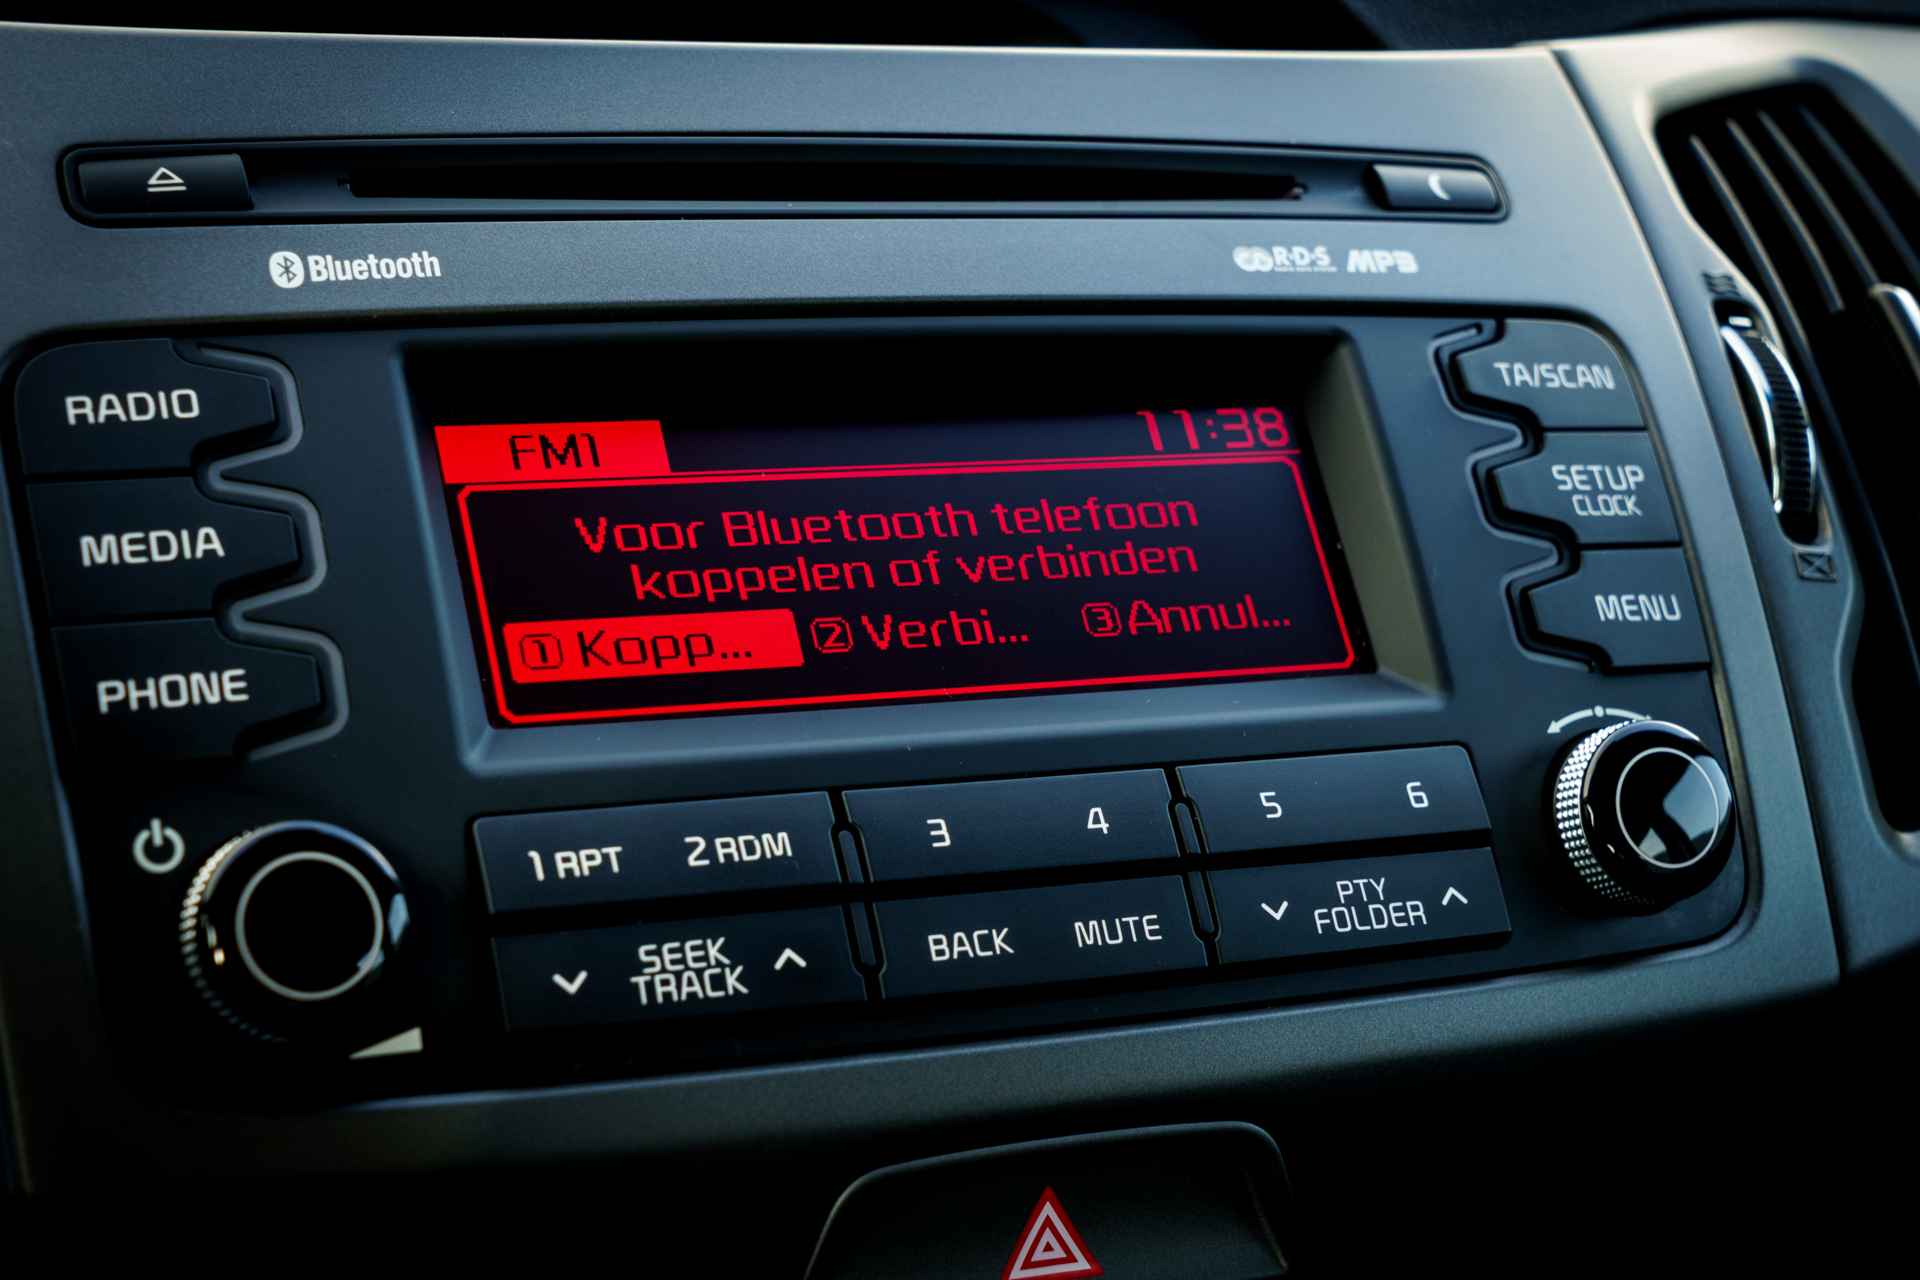 Bluetooth
R·D·S MP3
RADIO
MEDIA
PHONE
FM1 11:38
Voor Bluetooth telefoon
koppelen of verbinden
1 Kopp... 2 Verbi... 3 Annul...
TA/SCAN
SETUP
CLOCK
MENU
1 RPT 2 RDM 3 4 5 6
SEEK
TRACK
BACK MUTE
PTY
FOLDER